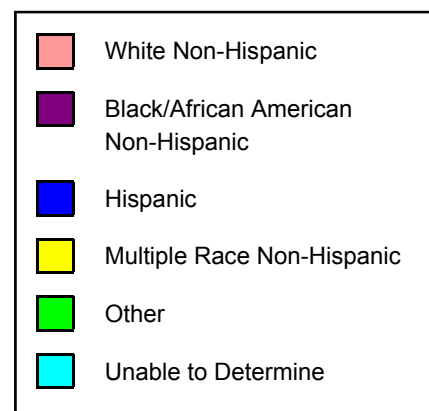 White Non-Hispanic
Black/African American
Non-Hispanic
Hispanic
Multiple Race Non-Hispanic
Other
Unable to Determine